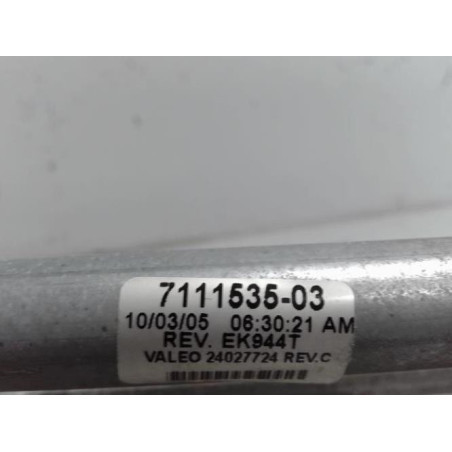 7111535-03
10/03/05 06:30:21 AM
REV. EK944T
VALEO 24027724 REV.C